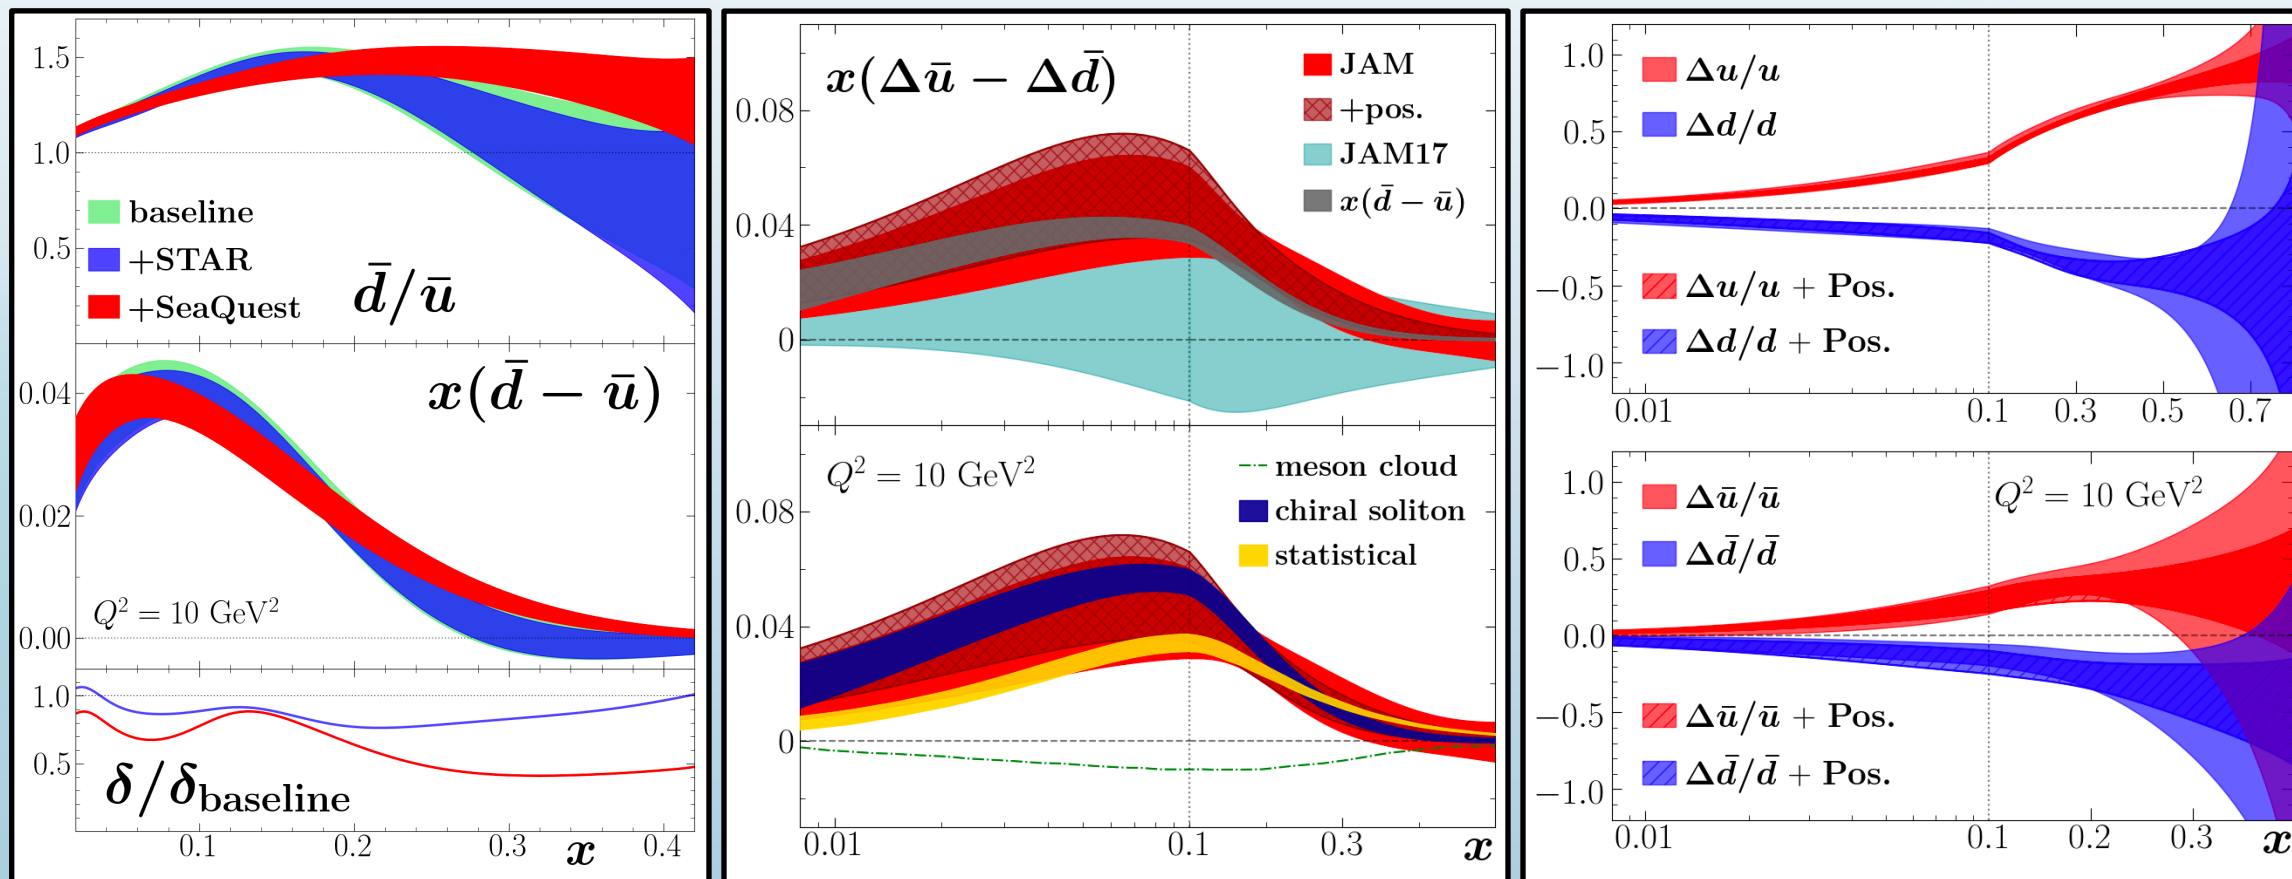 1.5
1.0
0.5
baseline
+STAR
+SeaQuest
d̄/ū
0.04
0.02
0.00
x(d̄ − ū)
Q² = 10 GeV²
1.0
0.5
δ/δbaseline
0.1 0.2 0.3 x 0.4
x(Δū − Δd̄)
JAM
+pos.
JAM17
x(d̄ − ū)
0.08
0.04
0
Q² = 10 GeV²
meson cloud
chiral soliton
statistical
0.08
0.04
0
0.01 0.1 0.3 x
1.0
0.5
0.0
−0.5
−1.0
Δu/u
Δd/d
Δu/u + Pos.
Δd/d + Pos.
0.01 0.1 0.3 0.5 0.7
1.0
0.5
0.0
−0.5
−1.0
Δū/ū
Δd̄/d̄
Q² = 10 GeV²
Δū/ū + Pos.
Δd̄/d̄ + Pos.
0.01 0.1 0.2 0.3 x